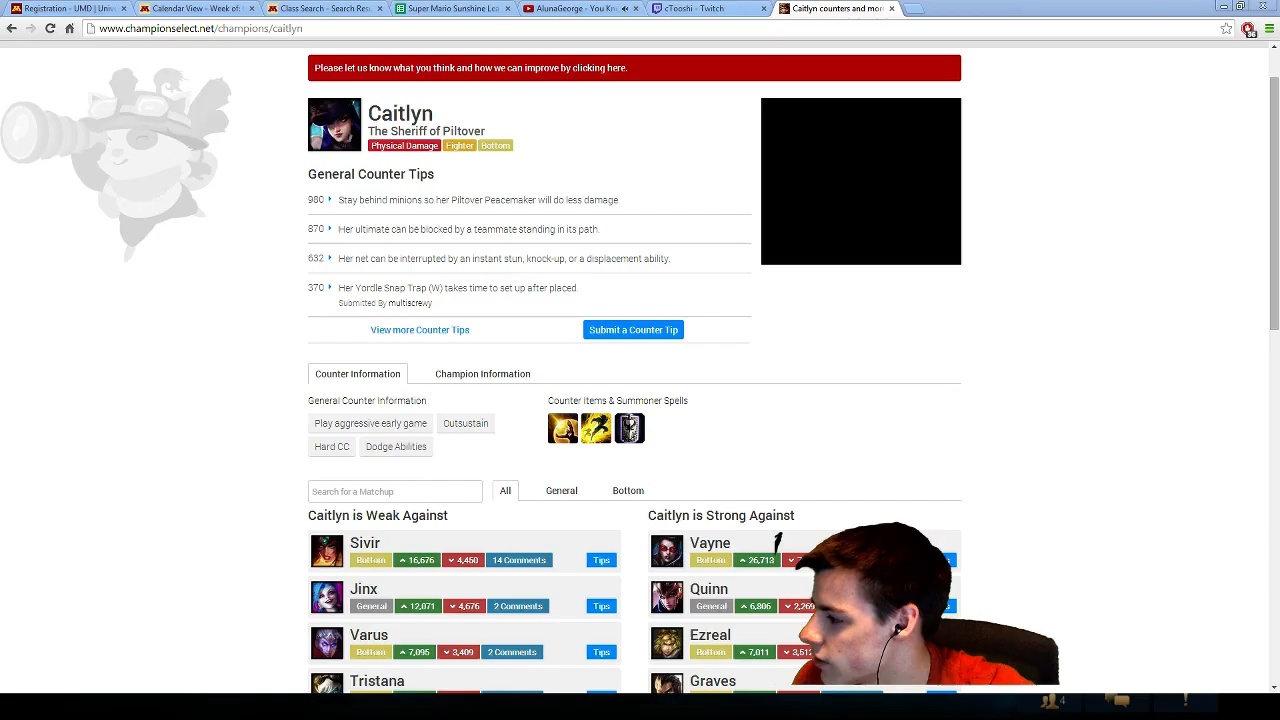 Registration - UMD | Univer
Calendar View - Week of
Class Search - Search Resu
Super Mario Sunshine Lea
AlunaGeorge - You Kn
cTooshi - Twitch
Caitlyn counters and mor
www.championselect.net/champions/caitlyn
Please let us know what you think and how we can improve by clicking here.
Caitlyn
The Sheriff of Piltover
Physical Damage Fighter Bottom
General Counter Tips
980 Stay behind minions so her Piltover Peacemaker will do less damage
870 Her ultimate can be blocked by a teammate standing in its path.
632 Her net can be interrupted by an instant stun, knock-up, or a displacement ability.
370 Her Yordle Snap Trap (W) takes time to set up after placed.
Submitted By multiscrewy
View more Counter Tips Submit a Counter Tip
Counter Information Champion Information
General Counter Information
Play aggressive early game Outsustain
Hard CC Dodge Abilities
Counter Items & Summoner Spells
Search for a Matchup All General Bottom
Caitlyn is Weak Against
Sivir
Bottom 16,676 4,450 14 Comments Tips
Jinx
General 12,071 4,676 2 Comments Tips
Varus
Bottom 7,095 3,409 2 Comments Tips
Tristana
Caitlyn is Strong Against
Vayne
Bottom 26,713
Quinn
General 6,806 2,269
Ezreal
Bottom 7,011 3,512
Graves
4